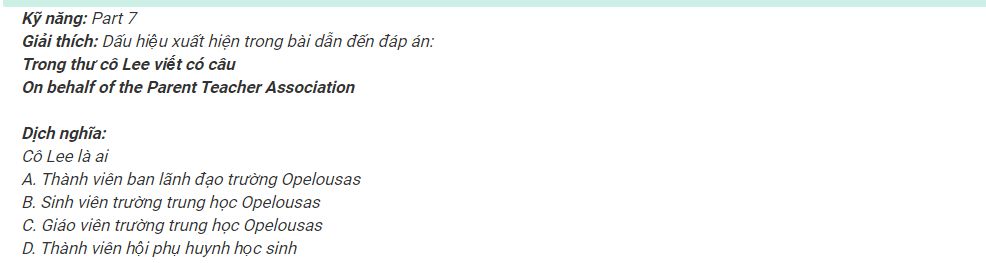 Kỹ năng: Part 7
Giải thích: Dấu hiệu xuất hiện trong bài dẫn đến đáp án:
Trong thư cô Lee viết có câu
On behalf of the Parent Teacher Association
Dịch nghĩa:
Cô Lee là ai
A. Thành viên ban lãnh đạo trường Opelousas
B. Sinh viên trường trung học Opelousas
C. Giáo viên trường trung học Opelousas
D. Thành viên hội phụ huynh học sinh